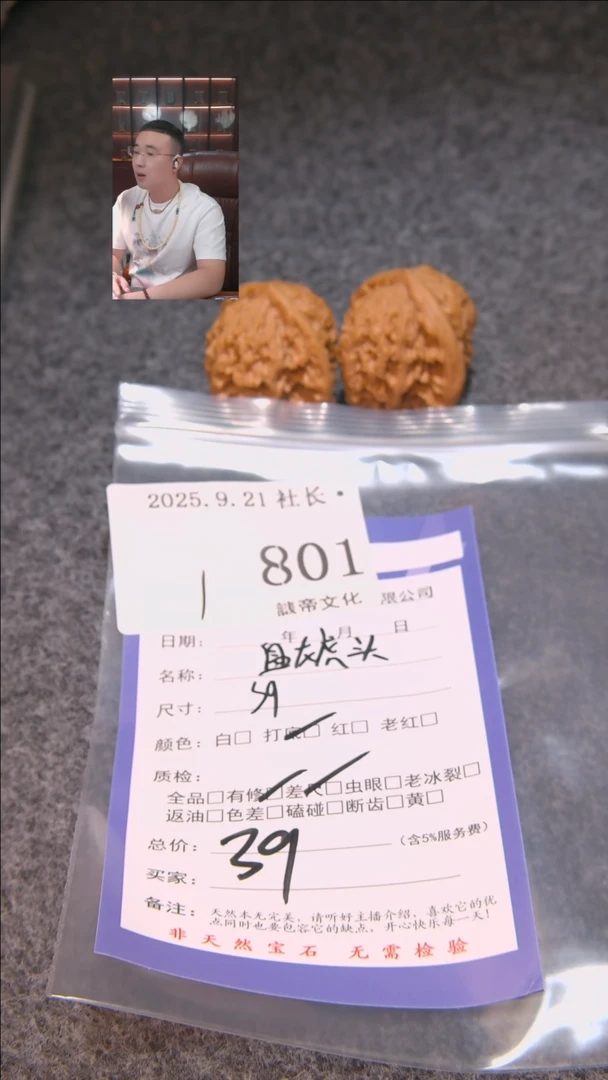 2025.9.21 社长 •
801
1
諴帝文化 限公司
日期： 年 月 日
名称： 虎头
尺寸：
颜色：白□ 打底□ 红□ 老红□
质检：
全品□有修□差尺□虫眼□老冰裂□
返油□色差□磕碰□断齿□黄□
总价： 39 （含5%服务费）
买家：
备注： 天然本无完美，请听好主播介绍，喜欢它的优
点同时也要包容它的缺点，开心快乐每一天！
非天然宝石 无需检验